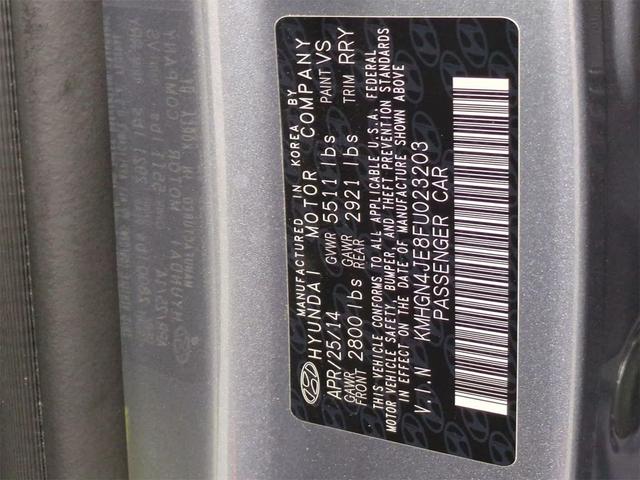 MANUFACTURED IN KOREA BY
HYUNDAI MOTOR COMPANY
APR/25/14 GVWR 5511 lbs PAINT VS
GAWR FRONT 2800 lbs GAWR REAR 2921 lbs TRIM RRY
THIS VEHICLE CONFORMS TO ALL APPLICABLE U.S.A. FEDERAL
MOTOR VEHICLE SAFETY, BUMPER, AND THEFT PREVENTION STANDARDS
IN EFFECT ON THE DATE OF MANUFACTURE SHOWN ABOVE
V.I.N KMHGN4JE8FU023203
PASSENGER CAR